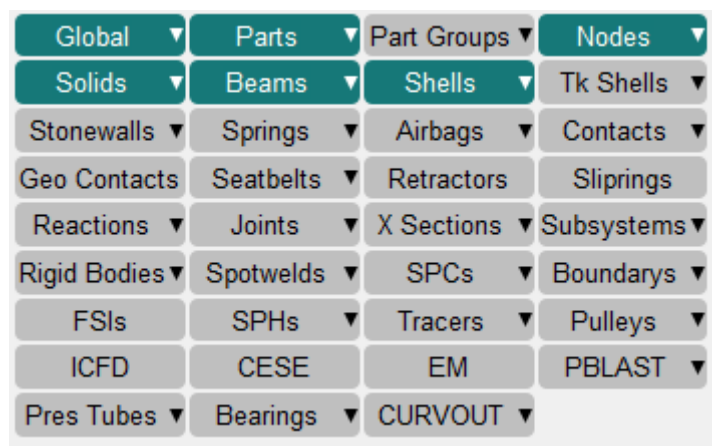 Global Parts Part Groups Nodes
Solids Beams Shells Tk Shells
Stonewalls Springs Airbags Contacts
Geo Contacts Seatbelts Retractors Sliprings
Reactions Joints X Sections Subsystems
Rigid Bodies Spotwelds SPCs Boundarys
FSIs SPHs Tracers Pulleys
ICFD CESE EM PBLAST
Pres Tubes Bearings CURVOUT